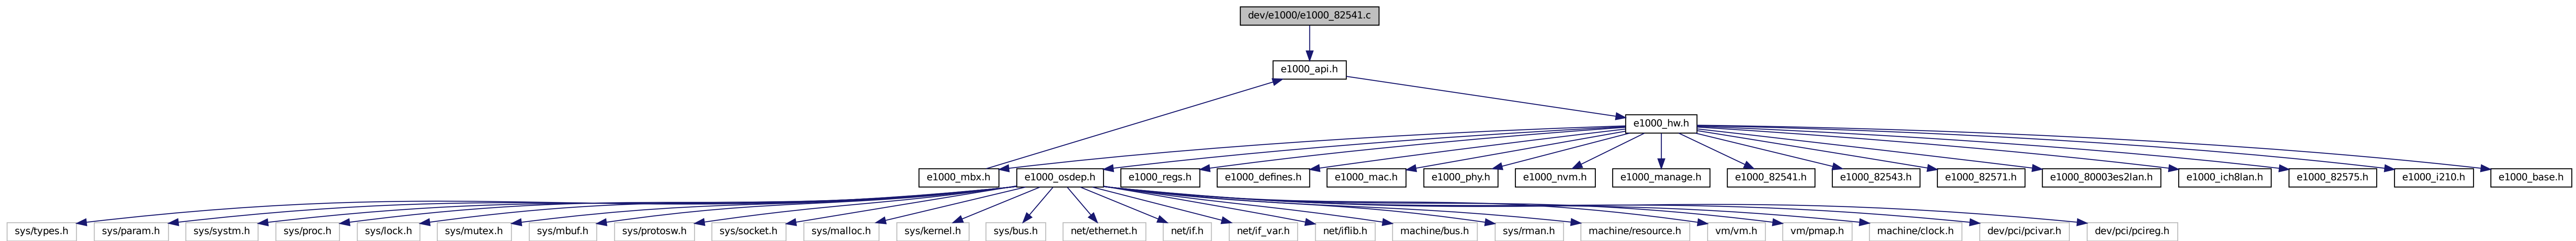 dev/e1000/e1000_82541.c
e1000_api.h
e1000_hw.h
e1000_mbx.h
e1000_osdep.h
e1000_regs.h
e1000_defines.h
e1000_mac.h
e1000_phy.h
e1000_nvm.h
e1000_manage.h
e1000_82541.h
e1000_82543.h
e1000_82571.h
e1000_80003es2lan.h
e1000_ich8lan.h
e1000_82575.h
e1000_i210.h
e1000_base.h
sys/types.h
sys/param.h
sys/systm.h
sys/proc.h
sys/lock.h
sys/mutex.h
sys/mbuf.h
sys/protosw.h
sys/socket.h
sys/malloc.h
sys/kernel.h
sys/bus.h
net/ethernet.h
net/if.h
net/if_var.h
net/iflib.h
machine/bus.h
sys/rman.h
machine/resource.h
vm/vm.h
vm/pmap.h
machine/clock.h
dev/pci/pcivar.h
dev/pci/pcireg.h